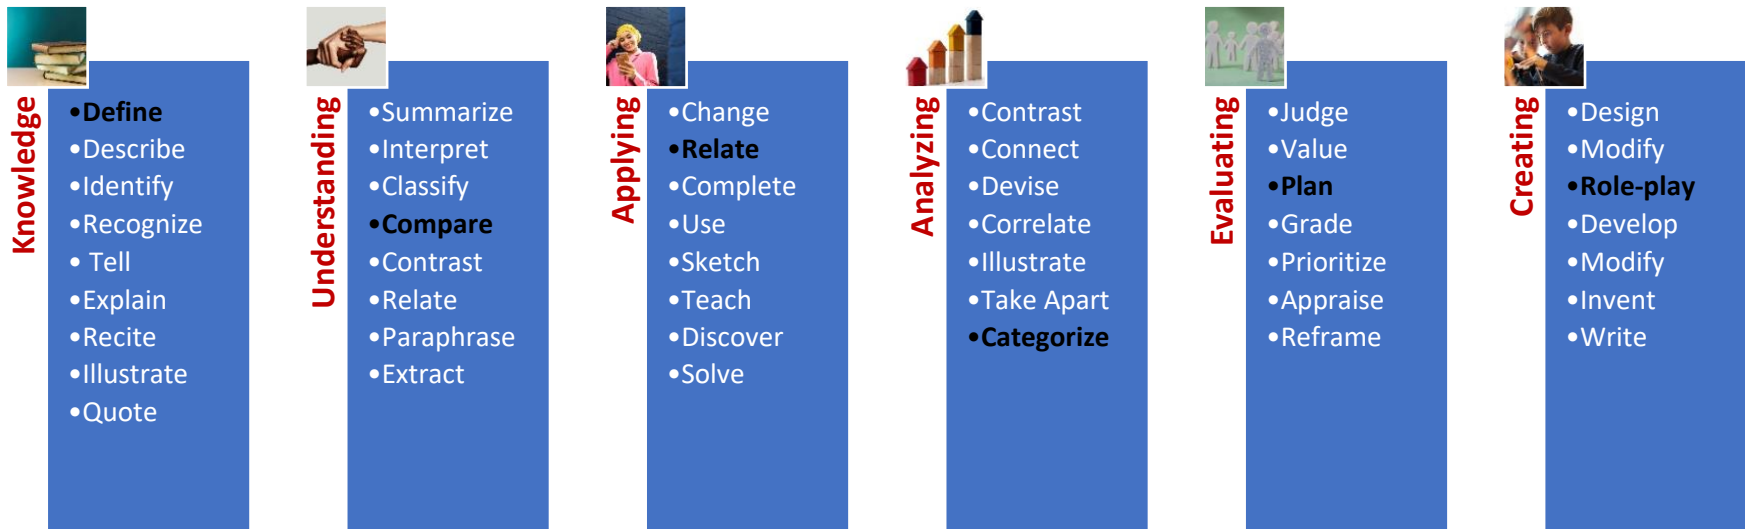 Knowledge
•Define
•Describe
•Identify
•Recognize
• Tell
•Explain
•Recite
•Illustrate
•Quote
Understanding
•Summarize
•Interpret
•Classify
•Compare
•Contrast
•Relate
•Paraphrase
•Extract
Applying
•Change
•Relate
•Complete
•Use
•Sketch
•Teach
•Discover
•Solve
Analyzing
•Contrast
•Connect
•Devise
•Correlate
•Illustrate
•Take Apart
•Categorize
Evaluating
•Judge
•Value
•Plan
•Grade
•Prioritize
•Appraise
•Reframe
Creating
•Design
•Modify
•Role-play
•Develop
•Modify
•Invent
•Write